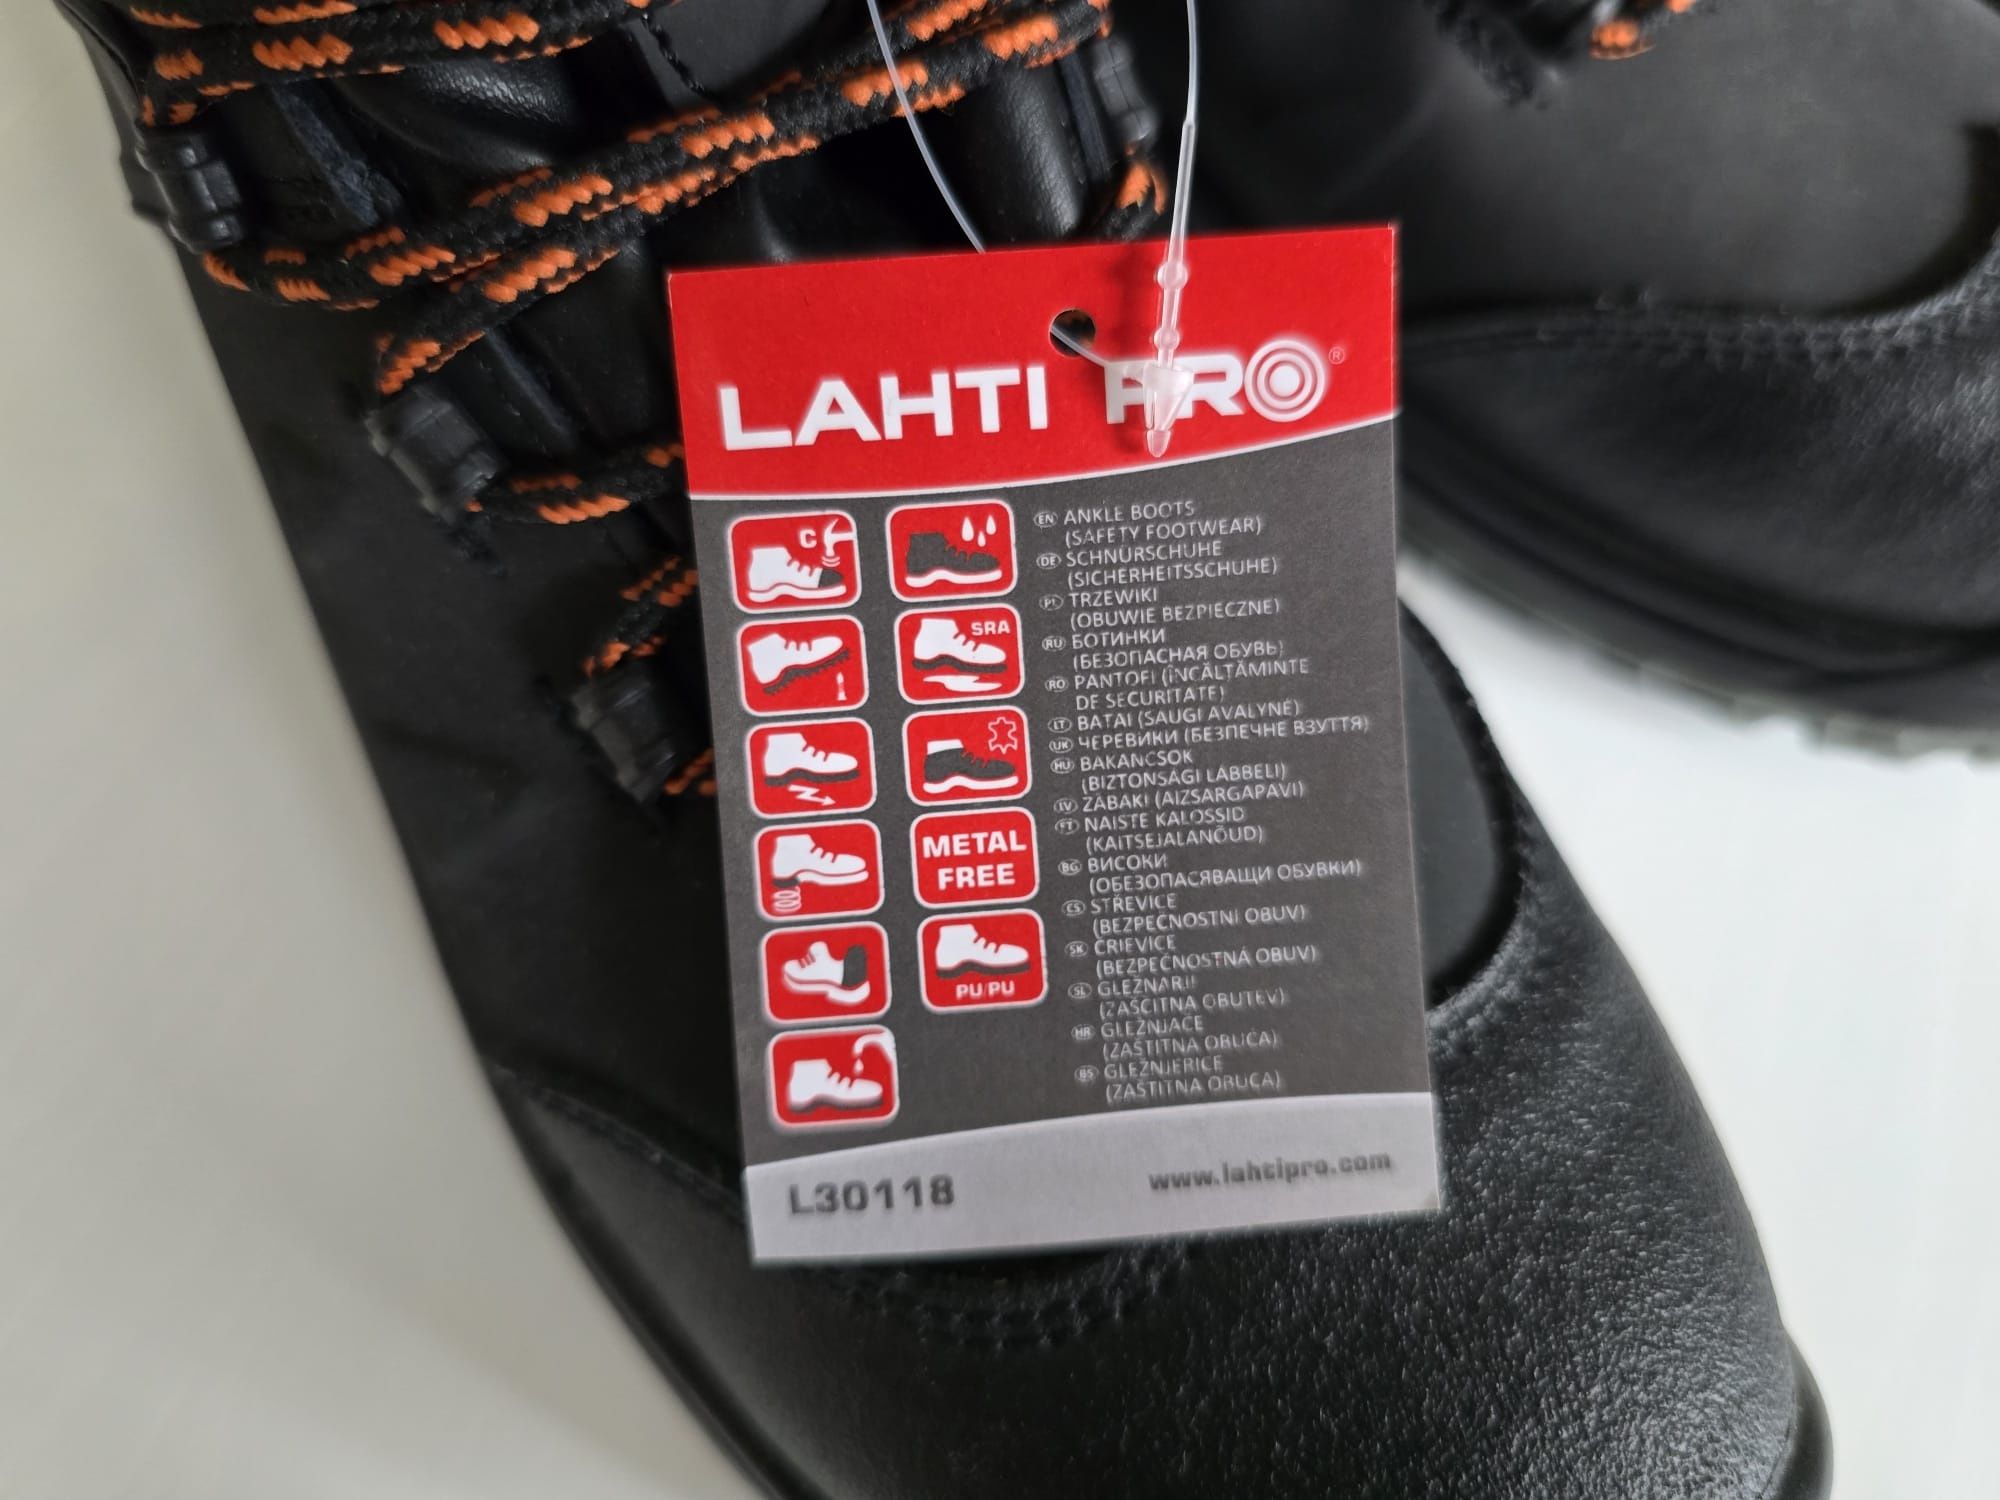 LAHTI PRO®
C
SRA
METAL
FREE
PU/PU
EN ANKLE BOOTS
(SAFETY FOOTWEAR)
DE SCHNÜRSCHUHE
(SICHERHEITSSCHUHE)
PL TRZEWIKI
(OBUWIE BEZPIECZNE)
RU БОТИНКИ
(БЕЗОПАСНАЯ ОБУВЬ)
RO PANTOFI (ÎNCĂLȚĂMINTE
DE SECURITATE)
LT BATAI (SAUGI AVALYNĖ)
UK ЧЕРЕВИКИ (БЕЗПЕЧНЕ ВЗУТТЯ)
HU BAKANCSOK
(BIZTONSÁGI LÁBBELI)
LV ZĀBAKI (AIZSARGAPAVI)
ET NAISTE KALOSSID
(KAITSEJALANÕUD)
BG ВИСОКИ
(ОБЕЗОПАСЯВАЩИ ОБУВКИ)
CS STŘEVICE
(BEZPEČNOSTNÍ OBUV)
SK ČRIEVICE
(BEZPEČNOSTNÁ OBUV)
SL GLEŽNARJI
(ZAŠČITNA OBUTEV)
HR GLEŽNJAČE
(ZAŠTITNA OBUĆA)
BS GLEŽNJERICE
(ZAŠTITNA OBUĆA)
L30118
www.lahtipro.com